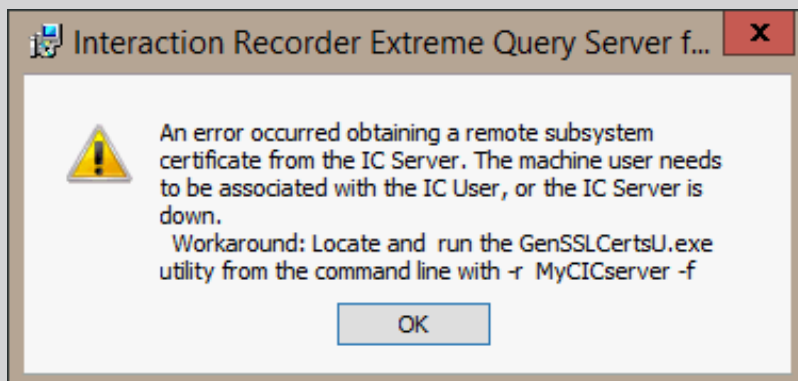 Interaction Recorder Extreme Query Server f...
x
An error occurred obtaining a remote subsystem
certificate from the IC Server. The machine user needs
to be associated with the IC User, or the IC Server is
down.
Workaround: Locate and run the GenSSLCertsU.exe
utility from the command line with -r MyCICserver -f
OK